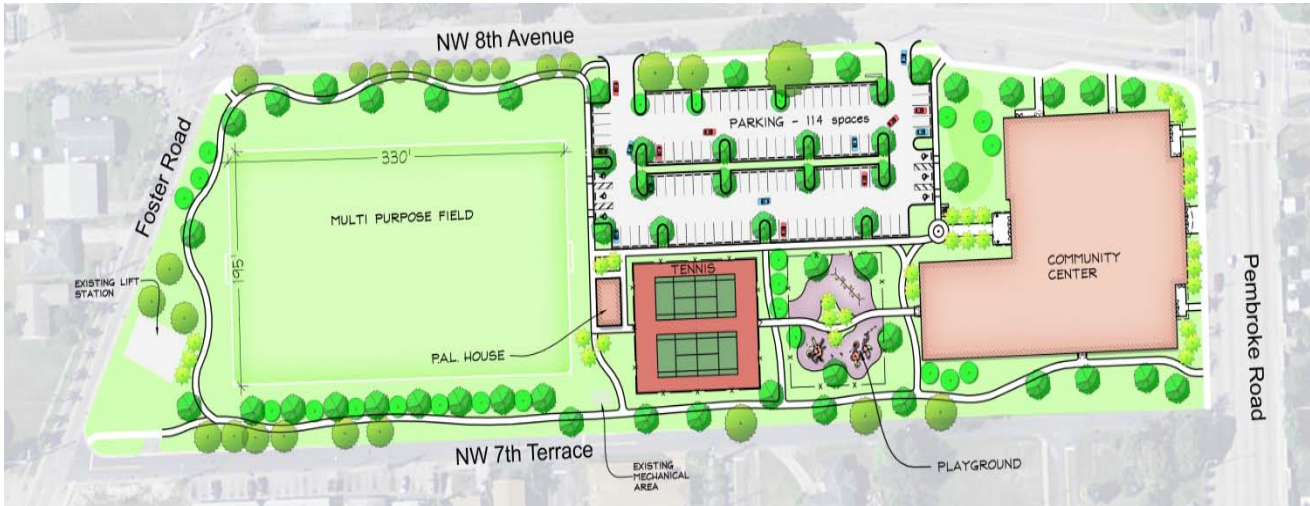 NW 8th Avenue
PARKING - 114 spaces
330'
Foster Road
MULTI PURPOSE FIELD
195'
EXISTING LIFT
STATION
TENNIS
COMMUNITY
CENTER
Pembroke Road
P.A.L. HOUSE
NW 7th Terrace
EXISTING
MECHANICAL
AREA
PLAYGROUND